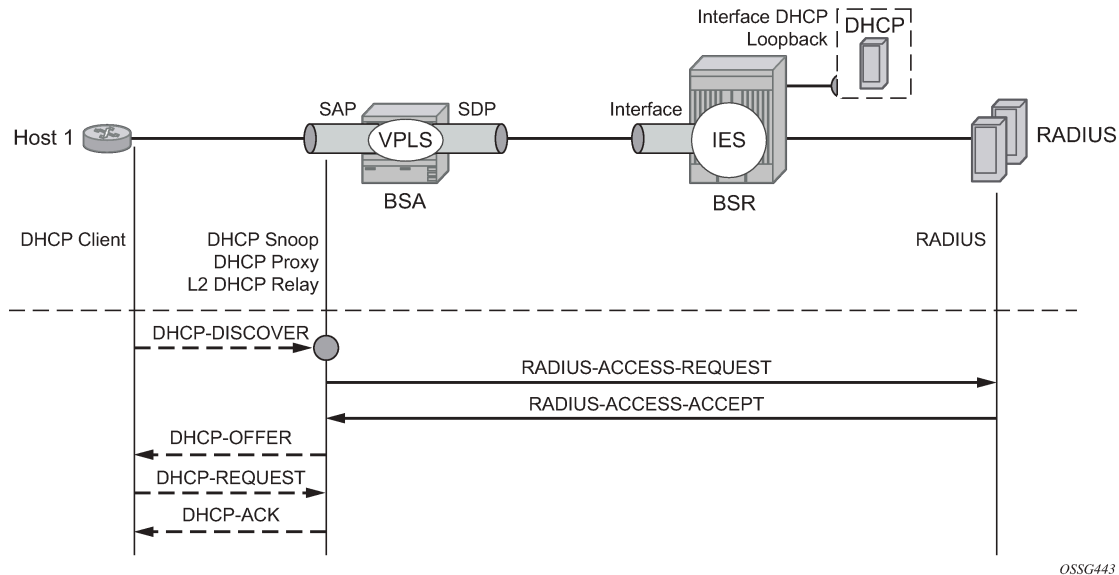 Interface DHCP
Loopback
DHCP
SAP
SDP
Interface
Host 1
VPLS
IES
RADIUS
BSA
BSR
DHCP Client
DHCP Snoop
DHCP Proxy
L2 DHCP Relay
RADIUS
DHCP-DISCOVER
RADIUS-ACCESS-REQUEST
RADIUS-ACCESS-ACCEPT
DHCP-OFFER
DHCP-REQUEST
DHCP-ACK
OSSG443